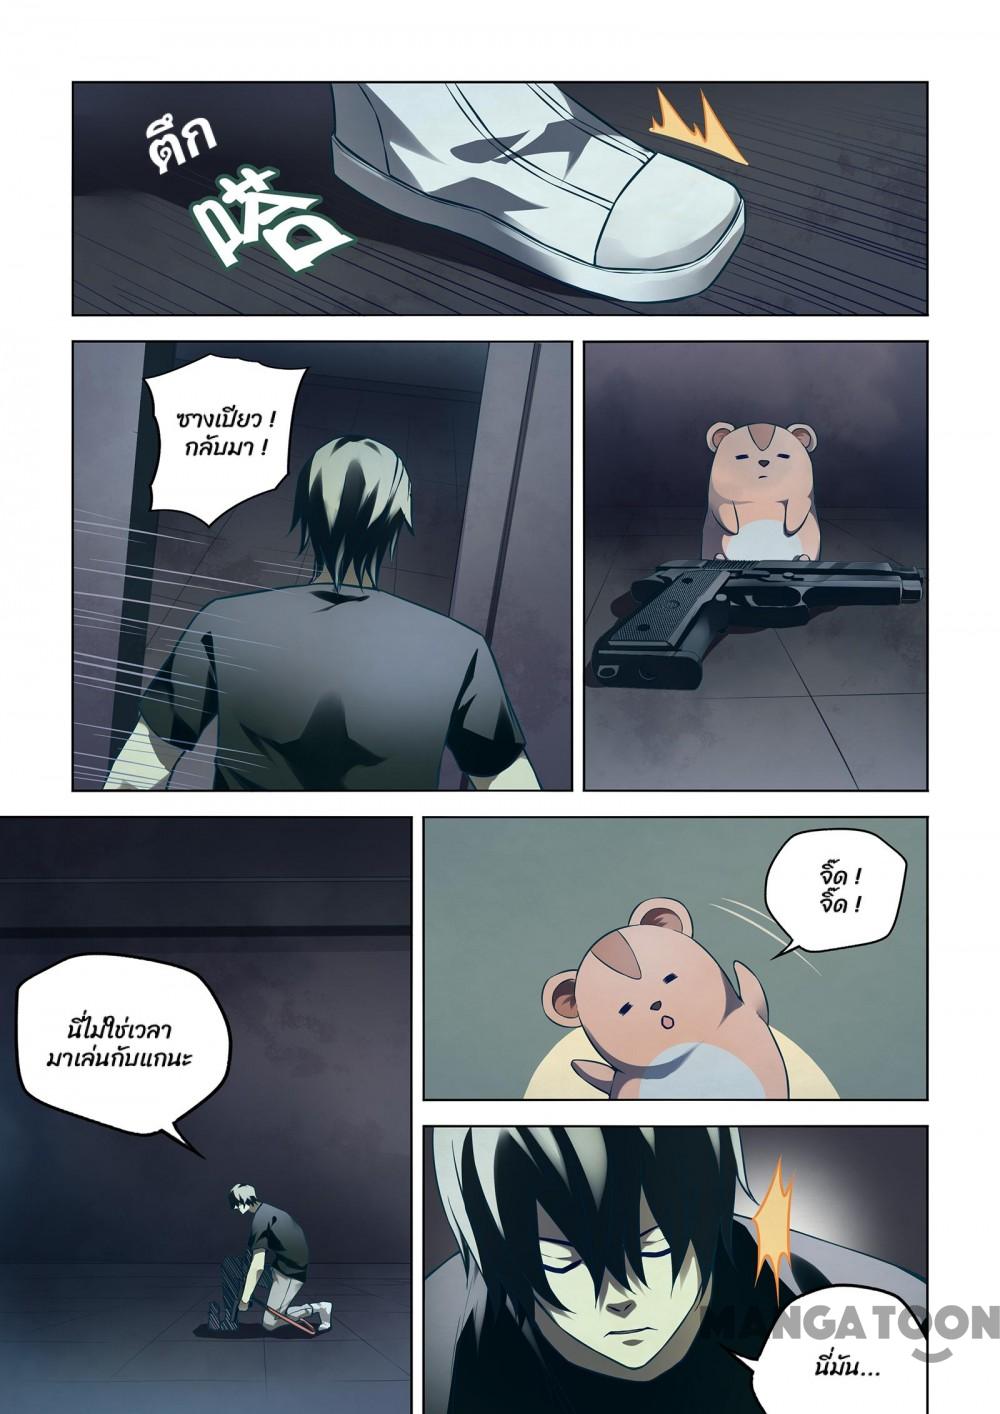 ตึก
嗒
ซางเปียว !
กลับมา !
จี๊ด !
จี๊ด !
นี่ไม่ใช่เวลา
มาเล่นกับแกนะ
นี่มัน...
MANGATOON